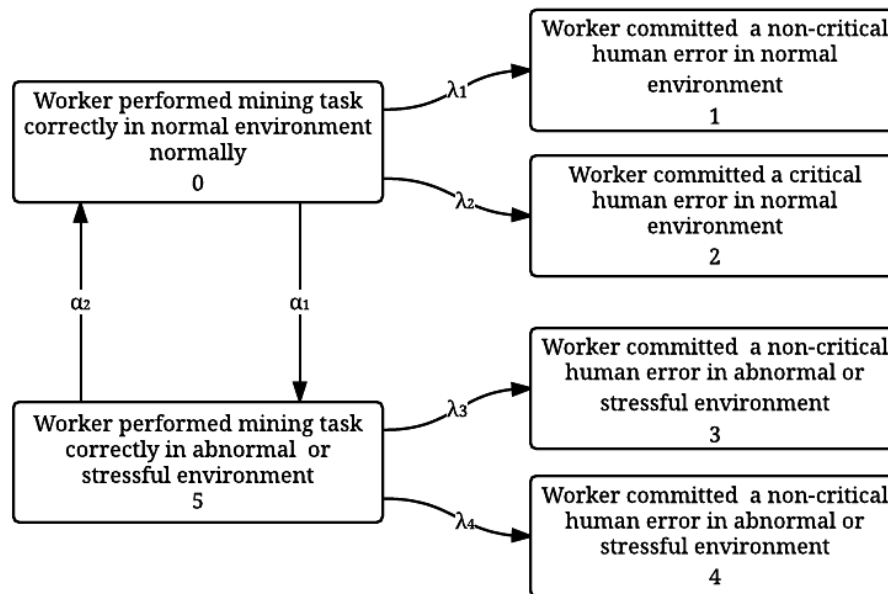 Worker performed mining task
correctly in normal environment
normally
0
λ1
Worker committed a non-critical
human error in normal
environment
1
λ2
Worker committed a critical
human error in normal
environment
2
α2
α1
Worker performed mining task
correctly in abnormal or
stressful environment
5
λ3
Worker committed a non-critical
human error in abnormal or
stressful environment
3
λ4
Worker committed a non-critical
human error in abnormal or
stressful environment
4